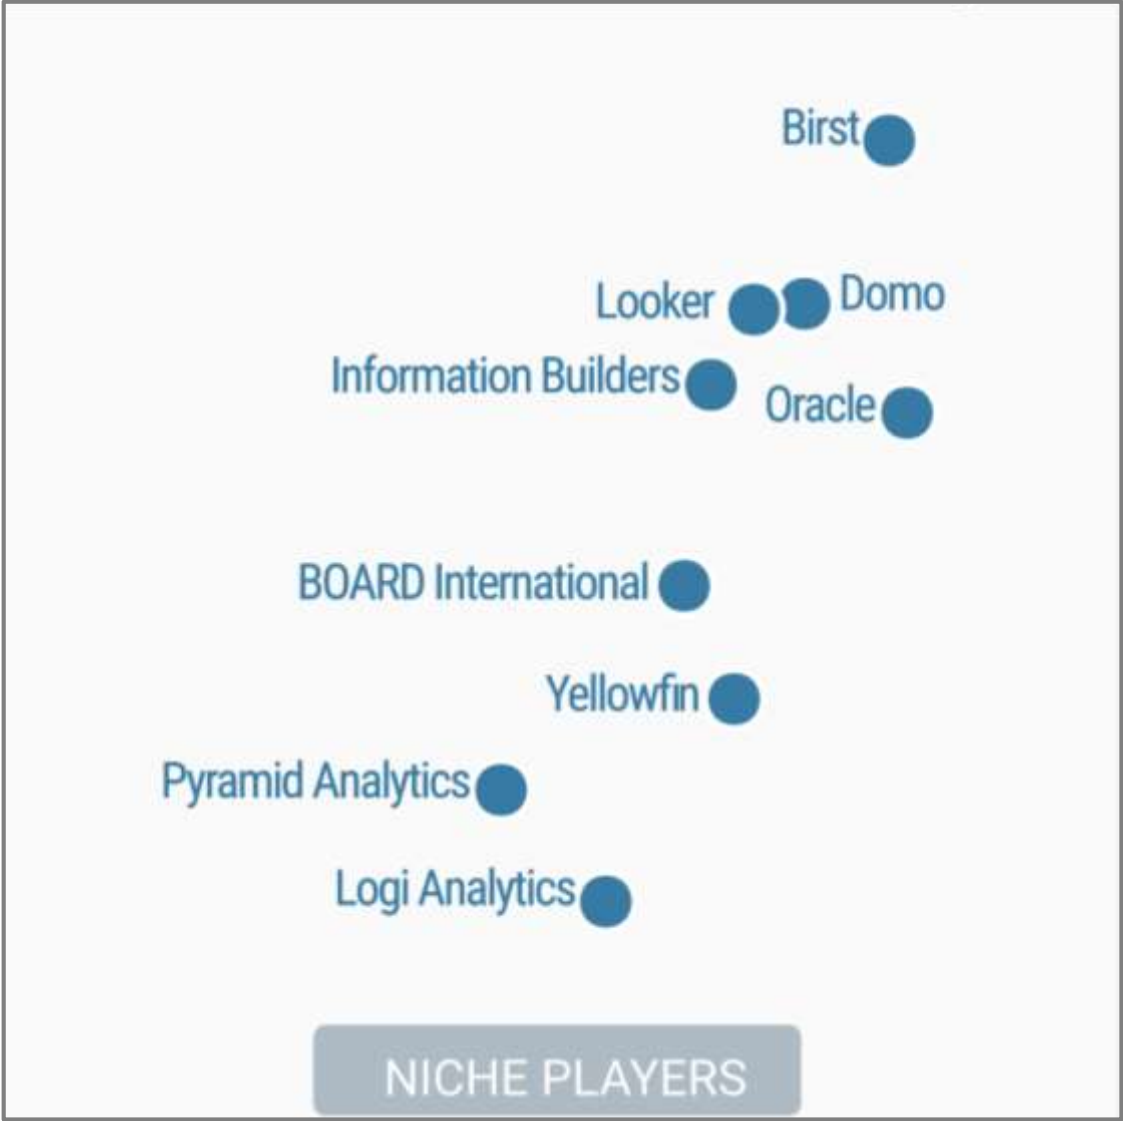 Birst
Domo
Looker
Information Builders
Oracle
BOARD International
Yellowfin
Pyramid Analytics
Logi Analytics
NICHE PLAYERS